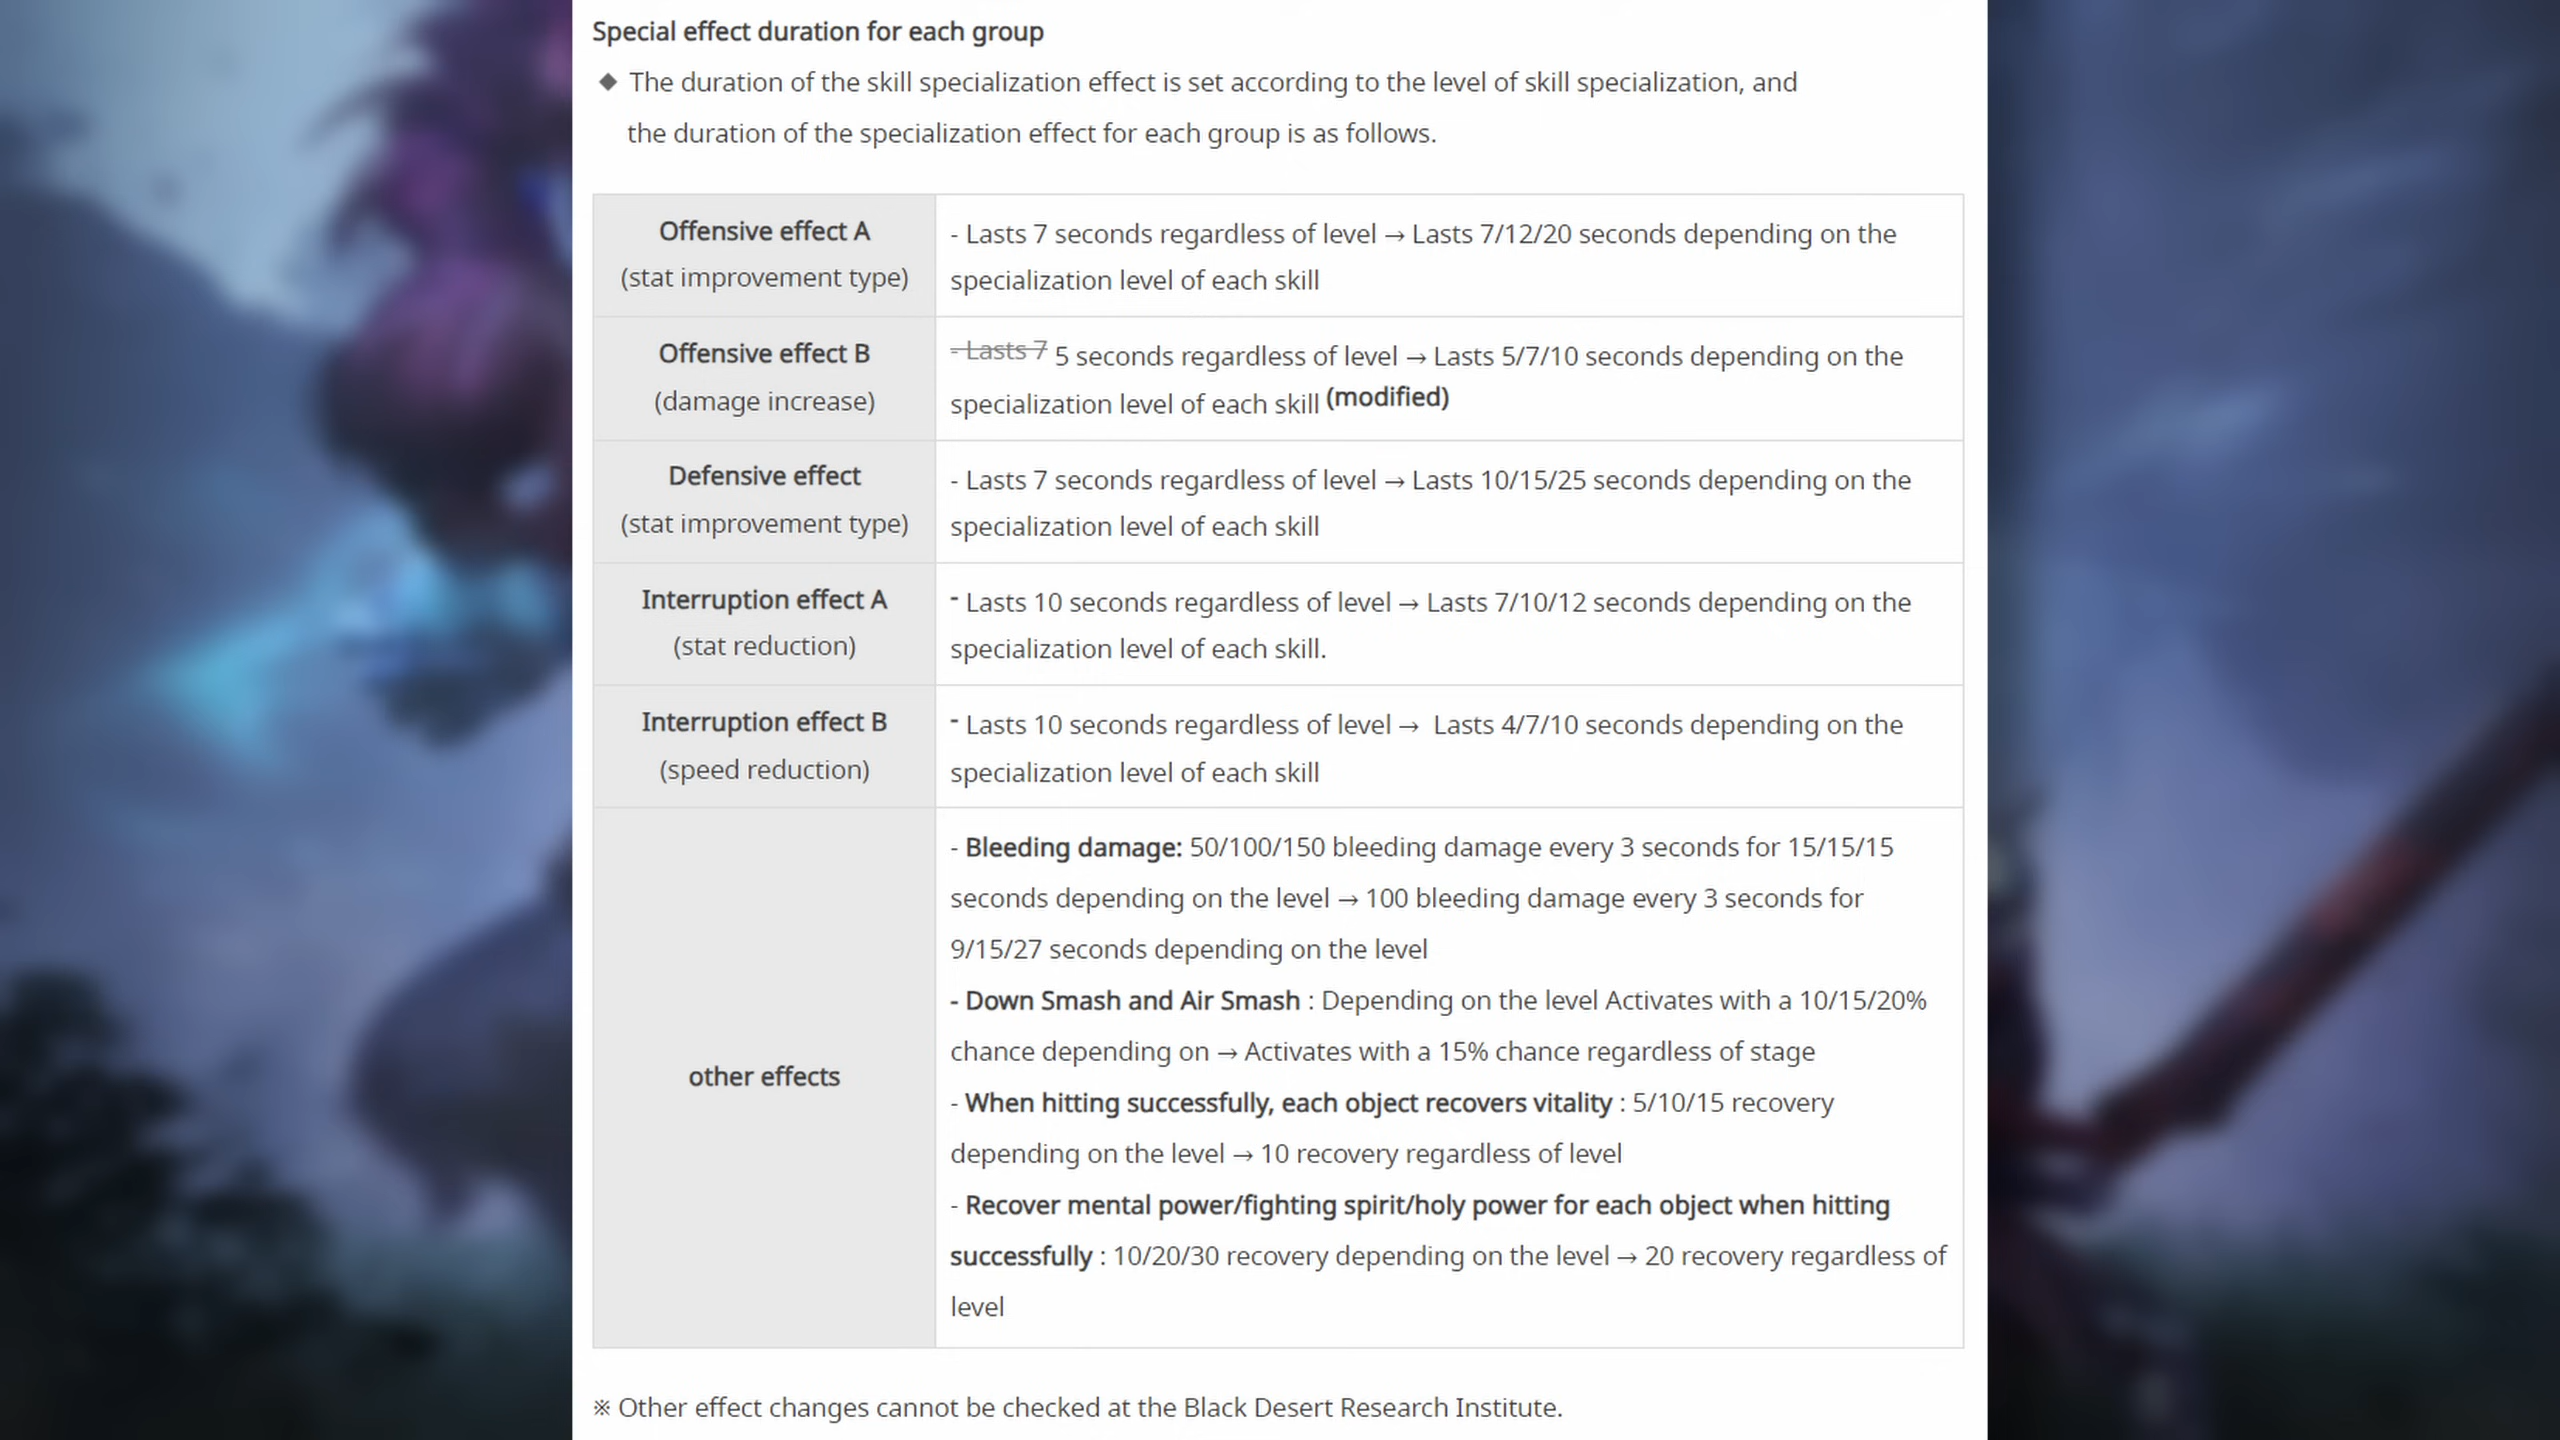 Special effect duration for each group
◆ The duration of the skill specialization effect is set according to the level of skill specialization, and
the duration of the specialization effect for each group is as follows.
Offensive effect A
(stat improvement type)
- Lasts 7 seconds regardless of level → Lasts 7/12/20 seconds depending on the
specialization level of each skill
Offensive effect B
(damage increase)
- Lasts 7 5 seconds regardless of level → Lasts 5/7/10 seconds depending on the
specialization level of each skill (modified)
Defensive effect
(stat improvement type)
- Lasts 7 seconds regardless of level → Lasts 10/15/25 seconds depending on the
specialization level of each skill
Interruption effect A
(stat reduction)
- Lasts 10 seconds regardless of level → Lasts 7/10/12 seconds depending on the
specialization level of each skill.
Interruption effect B
(speed reduction)
- Lasts 10 seconds regardless of level → Lasts 4/7/10 seconds depending on the
specialization level of each skill
other effects
- Bleeding damage: 50/100/150 bleeding damage every 3 seconds for 15/15/15
seconds depending on the level → 100 bleeding damage every 3 seconds for
9/15/27 seconds depending on the level
- Down Smash and Air Smash : Depending on the level Activates with a 10/15/20%
chance depending on → Activates with a 15% chance regardless of stage
- When hitting successfully, each object recovers vitality : 5/10/15 recovery
depending on the level → 10 recovery regardless of level
- Recover mental power/fighting spirit/holy power for each object when hitting
successfully : 10/20/30 recovery depending on the level → 20 recovery regardless of
level
※ Other effect changes cannot be checked at the Black Desert Research Institute.